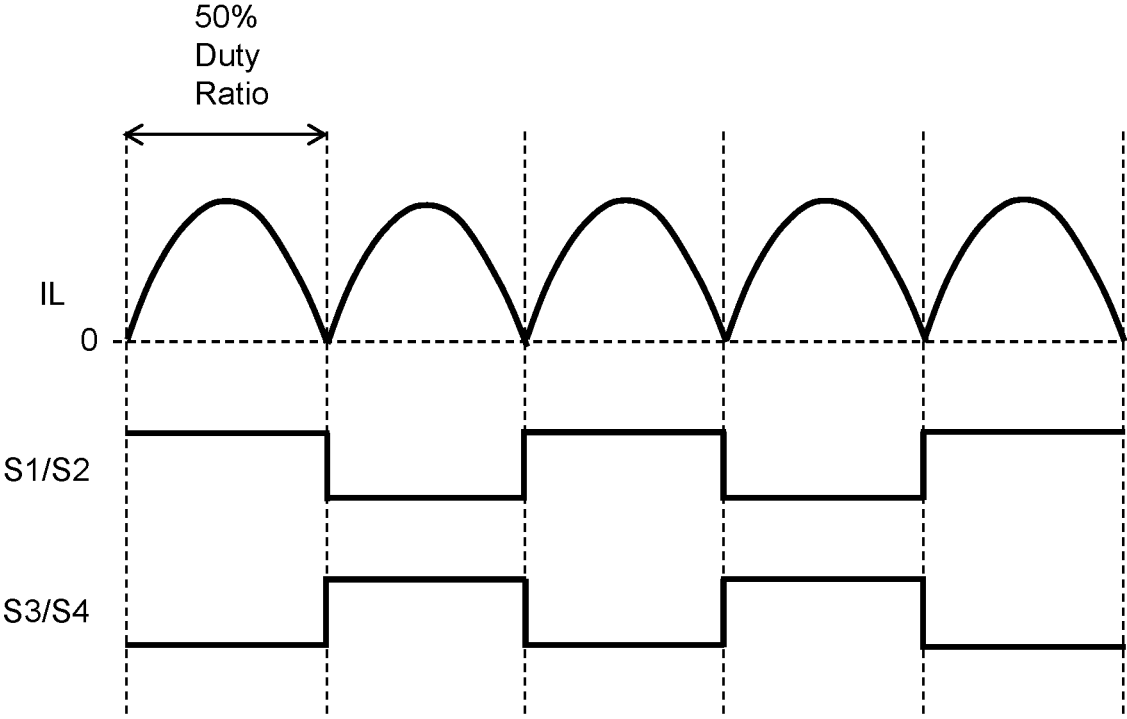 50%
Duty
Ratio
IL
0
S1/S2
S3/S4